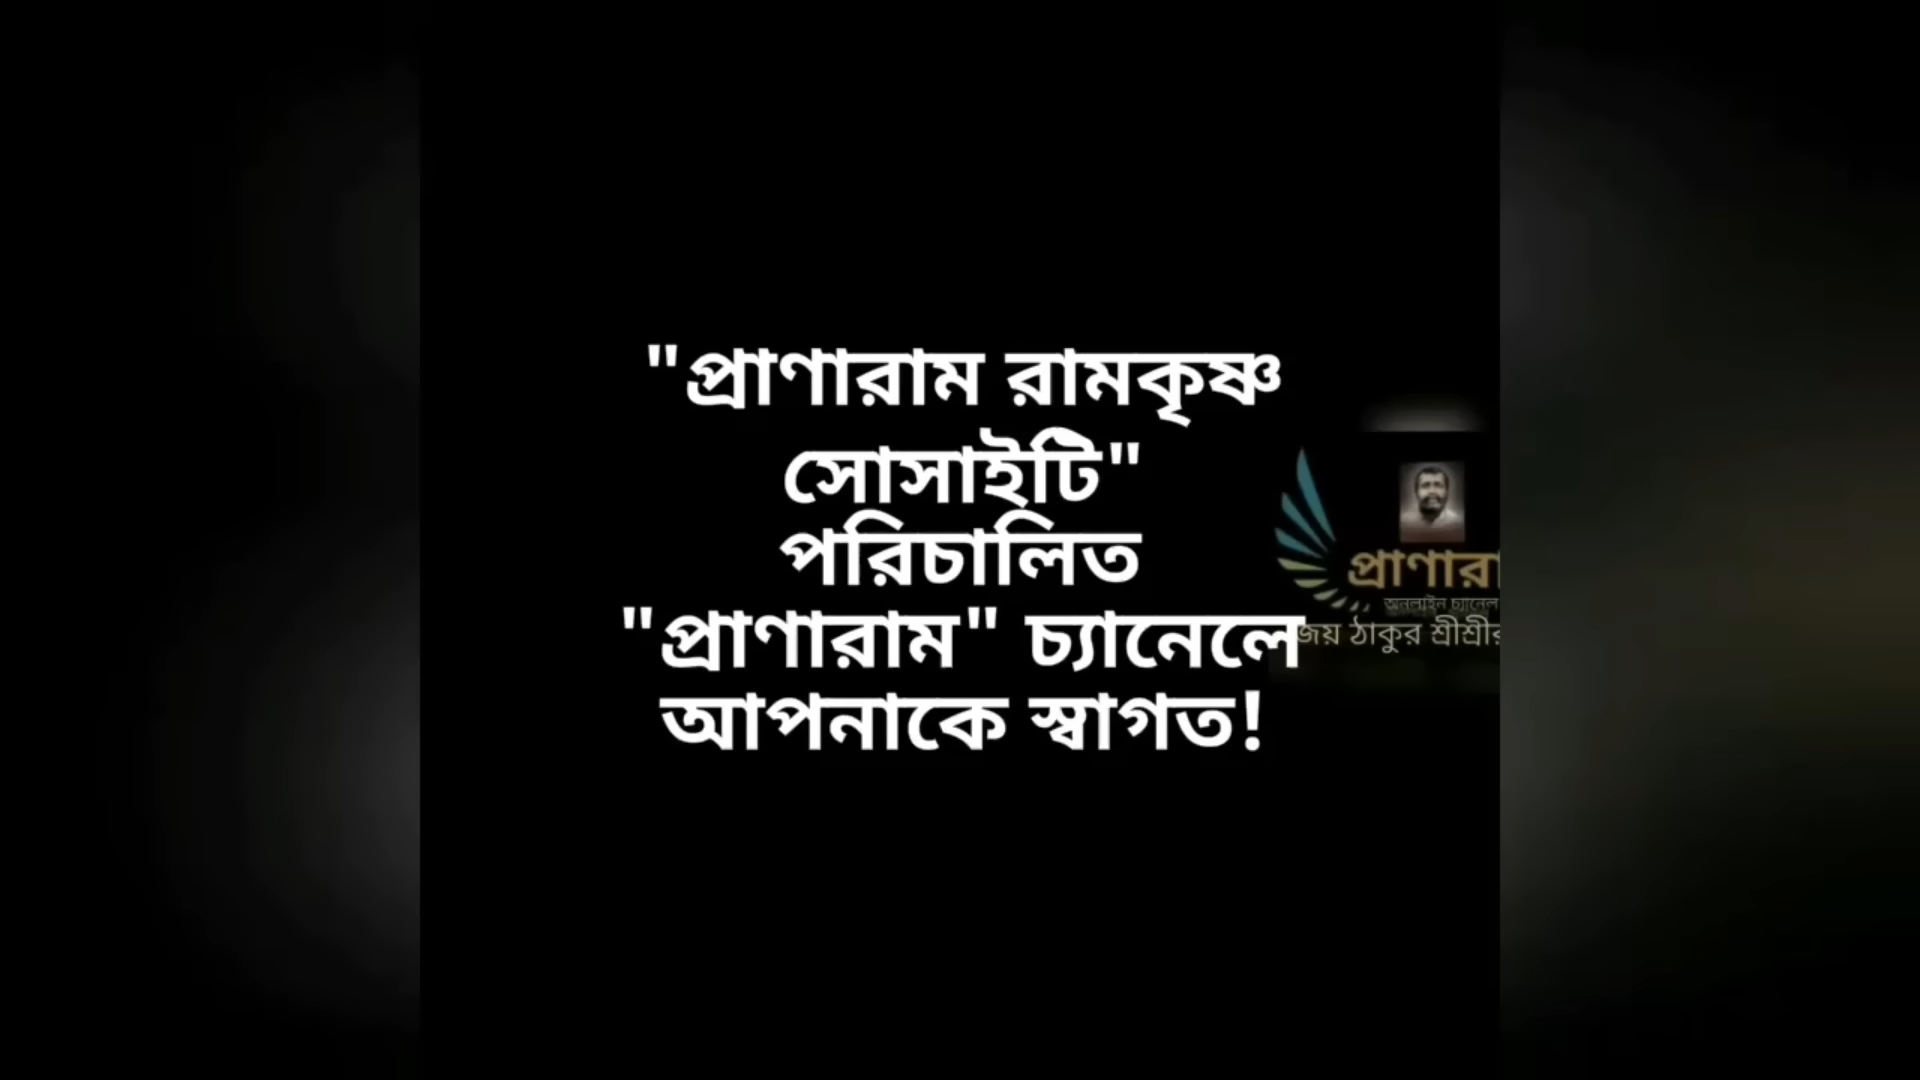 "প্রাণারাম রামকৃষ্ণ
সোসাইটি"
পরিচালিত
"প্রাণারাম" চ্যানেলে
আপনাকে স্বাগত!
প্রাণারা
অনলাইন চ্যানেল
জয় ঠাকুর শ্রীশ্রীর